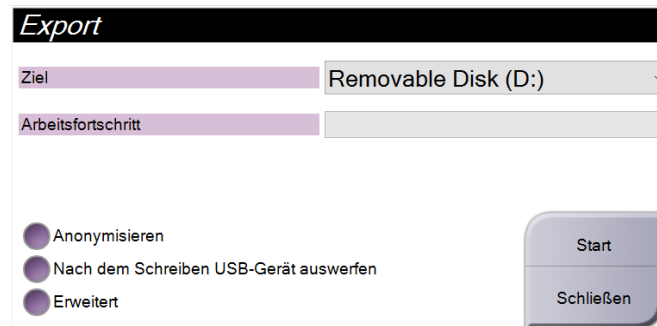 Export
Ziel
Removable Disk (D:)
Arbeitsfortschritt
Anonymisieren
Nach dem Schreiben USB-Gerät auswerfen
Erweitert
Start
Schließen